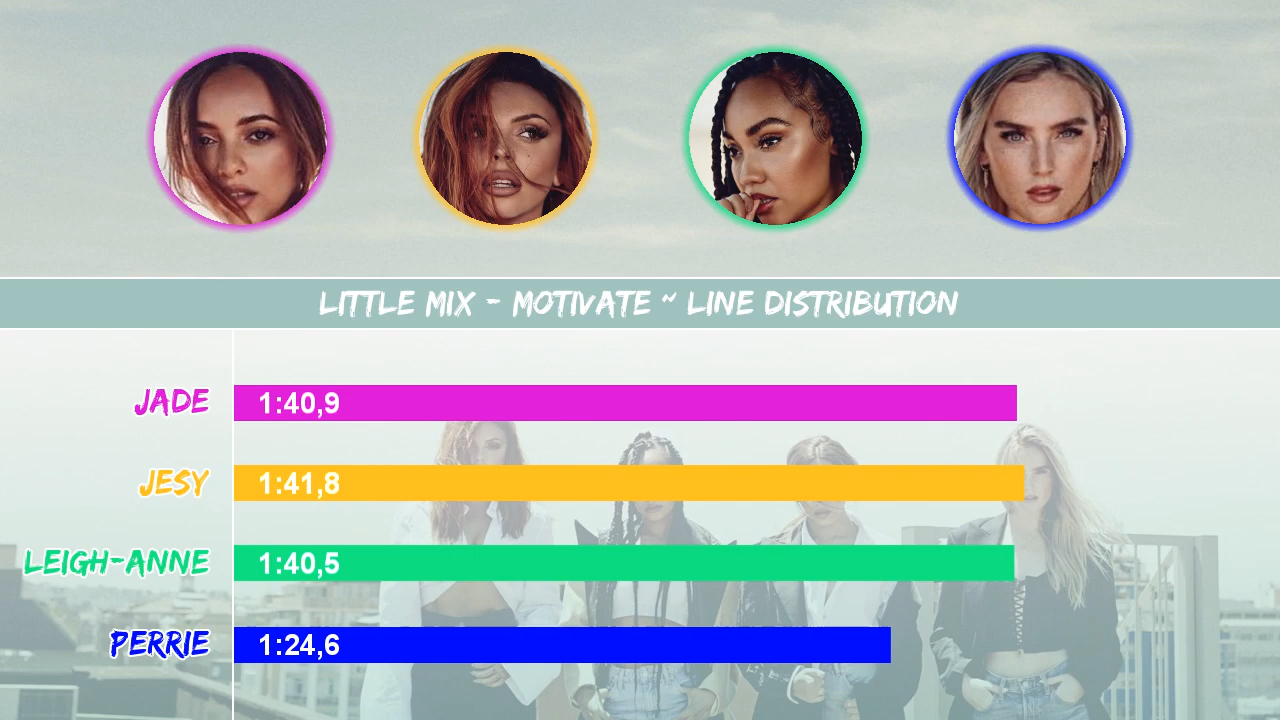 LITTLE MIX - MOTIVATE ~ LINE DISTRIBUTION
JADE 1:40,9
JESY 1:41,8
LEIGH-ANNE 1:40,5
PERRIE 1:24,6